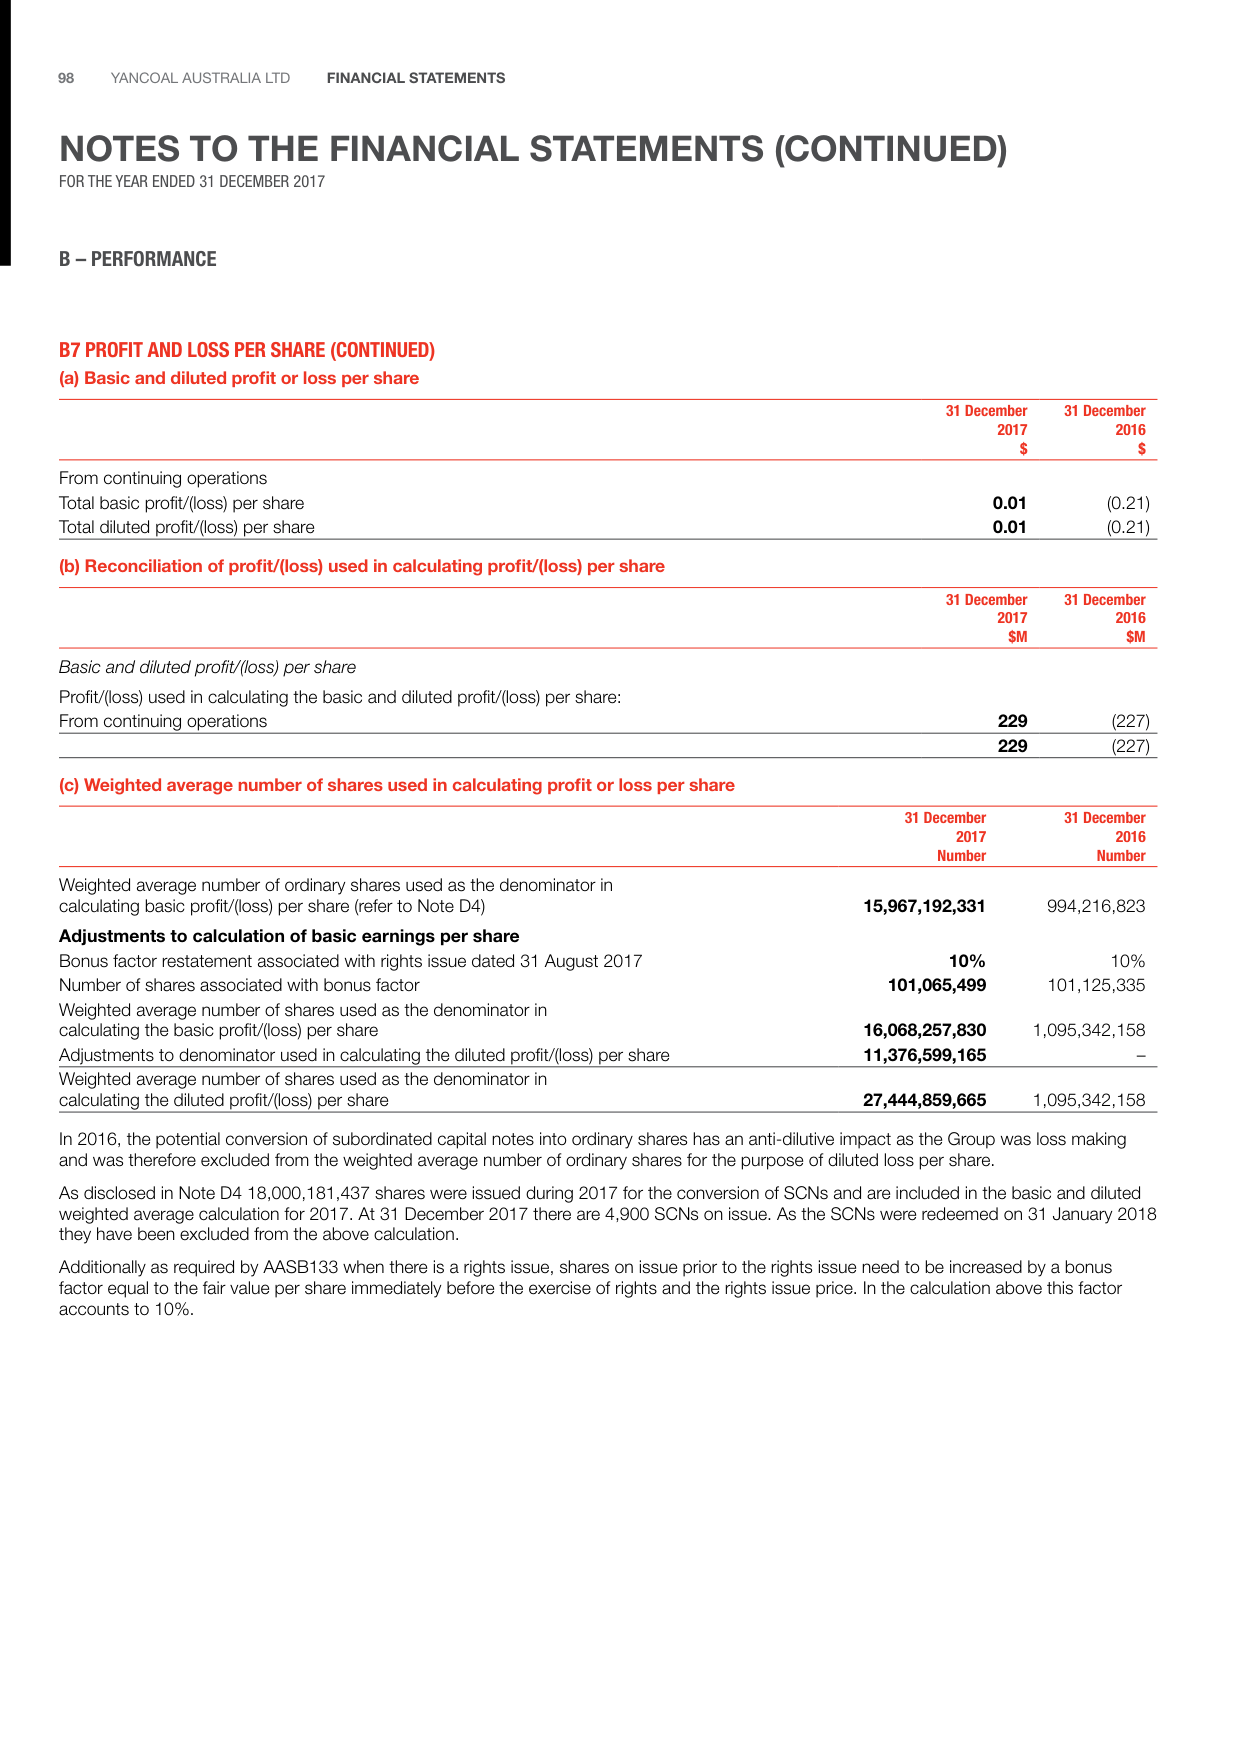 98 YANCOAL AUSTRALIA LTD FINANCIAL STATEMENTS
NOTES TO THE FINANCIAL STATEMENTS (CONTINUED)
FOR THE YEAR ENDED 31 DECEMBER 2017
B – PERFORMANCE
B7 PROFIT AND LOSS PER SHARE (CONTINUED)
(a) Basic and diluted profit or loss per share
31 December 31 December
2017 2016
$ $
From continuing operations
Total basic profit/(loss) per share 0.01 (0.21)
Total diluted profit/(loss) per share 0.01 (0.21)
(b) Reconciliation of profit/(loss) used in calculating profit/(loss) per share
31 December 31 December
2017 2016
$M $M
Basic and diluted profit/(loss) per share
Profit/(loss) used in calculating the basic and diluted profit/(loss) per share:
From continuing operations 229 (227)
229 (227)
(c) Weighted average number of shares used in calculating profit or loss per share
31 December 31 December
2017 2016
Number Number
Weighted average number of ordinary shares used as the denominator in
calculating basic profit/(loss) per share (refer to Note D4) 15,967,192,331 994,216,823
Adjustments to calculation of basic earnings per share
Bonus factor restatement associated with rights issue dated 31 August 2017 10% 10%
Number of shares associated with bonus factor 101,065,499 101,125,335
Weighted average number of shares used as the denominator in
calculating the basic profit/(loss) per share 16,068,257,830 1,095,342,158
Adjustments to denominator used in calculating the diluted profit/(loss) per share 11,376,599,165 –
Weighted average number of shares used as the denominator in
calculating the diluted profit/(loss) per share 27,444,859,665 1,095,342,158
In 2016, the potential conversion of subordinated capital notes into ordinary shares has an anti-dilutive impact as the Group was loss making
and was therefore excluded from the weighted average number of ordinary shares for the purpose of diluted loss per share.
As disclosed in Note D4 18,000,181,437 shares were issued during 2017 for the conversion of SCNs and are included in the basic and diluted
weighted average calculation for 2017. At 31 December 2017 there are 4,900 SCNs on issue. As the SCNs were redeemed on 31 January 2018
they have been excluded from the above calculation.
Additionally as required by AASB133 when there is a rights issue, shares on issue prior to the rights issue need to be increased by a bonus
factor equal to the fair value per share immediately before the exercise of rights and the rights issue price. In the calculation above this factor
accounts to 10%.